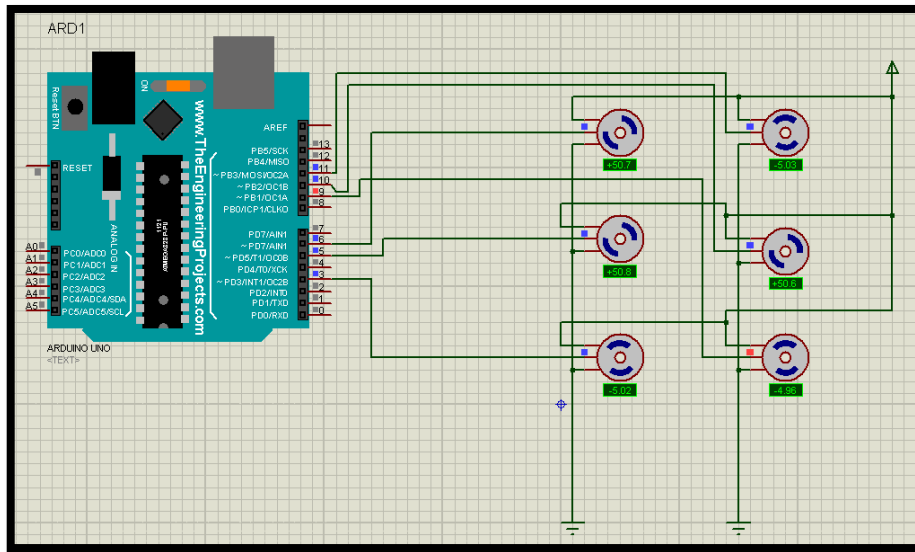 ARD1
Reset BTN
ON
www.TheEngineeringProjects.com
ANALOG IN
RESET
A0
A1
A2
A3
A4
A5
PC0/ADC0
PC1/ADC1
PC2/ADC2
PC3/ADC3
PC4/ADC4/SDA
PC5/ADC5/SCL
1121
AREF
PB5/SCK 13
PB4/MISO 12
~PB3/MOSI/OC2A 11
~PB2/OC1B 10
~PB1/OC1A 9
PB0/ICP1/CLKO 8
PD7/AIN1 7
~PD7/AIN1 6
~PD5/T1/OC0B 5
PD4/T0/XCK 4
~PD3/INT1/OC2B 3
PD2/INT0 2
PD1/TXD 1
PD0/RXD 0
ARDUINO UNO
<TEXT>
+50.7
-5.03
+50.8
+50.6
-5.02
-4.96